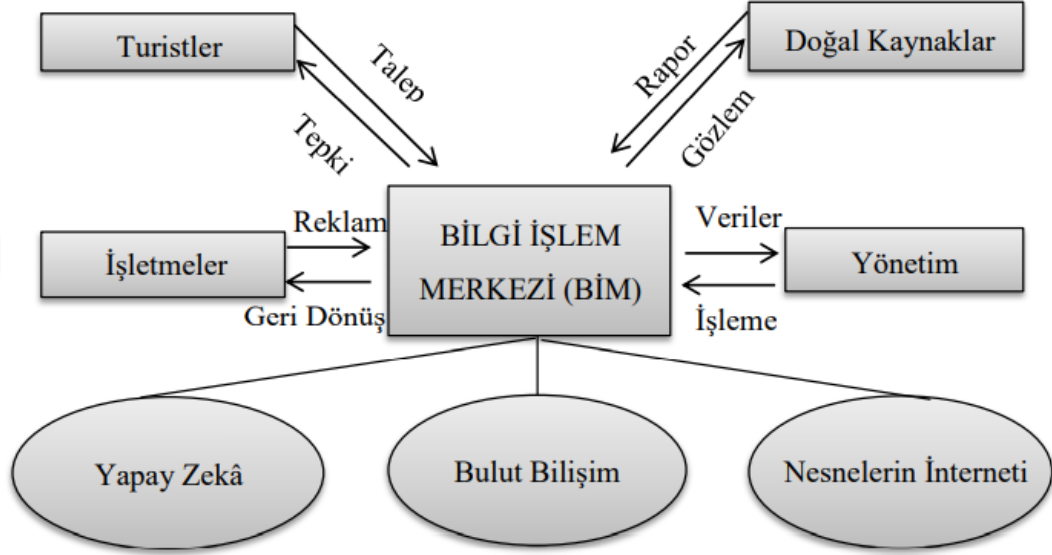 Turistler
Talep
Tepki
Rapor
Gözlem
Doğal Kaynaklar
İşletmeler
Reklam
Geri Dönüş
BİLGİ İŞLEM
MERKEZİ (BİM)
Veriler
İşleme
Yönetim
Yapay Zekâ
Bulut Bilişim
Nesnelerin İnterneti